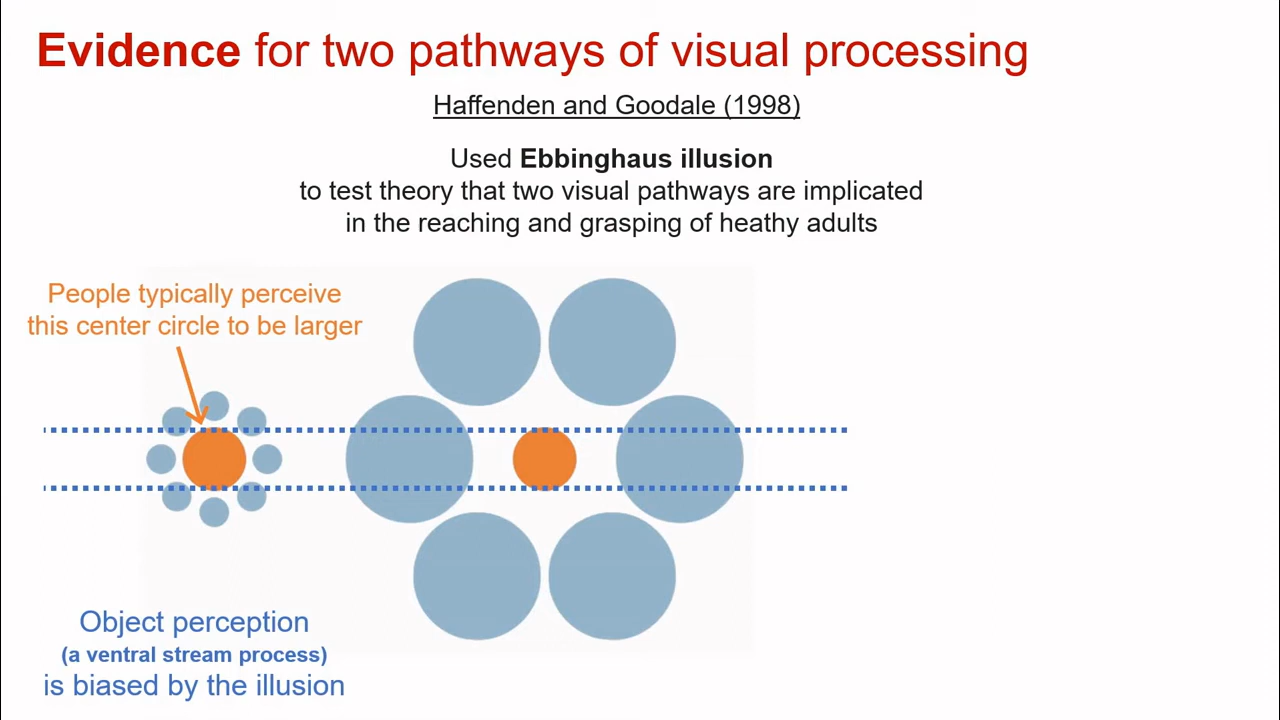 Evidence for two pathways of visual processing
Haffenden and Goodale (1998)
Used Ebbinghaus illusion
to test theory that two visual pathways are implicated
in the reaching and grasping of heathy adults
People typically perceive
this center circle to be larger
Object perception
(a ventral stream process)
is biased by the illusion